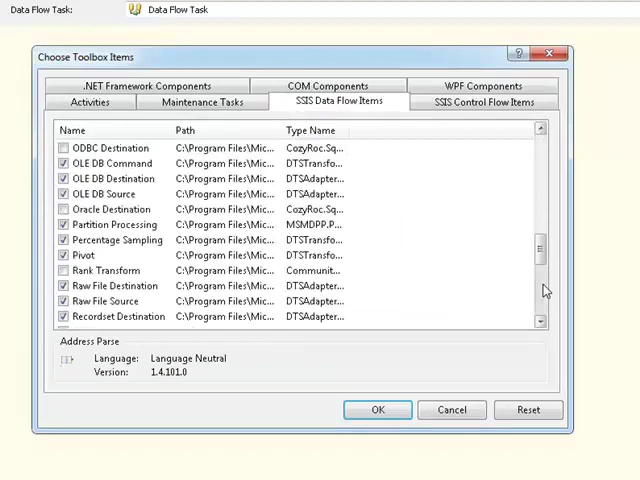 Data Flow Task: Data Flow Task
Choose Toolbox Items
.NET Framework Components COM Components WPF Components
Activities Maintenance Tasks SSIS Data Flow Items SSIS Control Flow Items
Name Path Type Name
ODBC Destination C:\Program Files\Mic... CozyRoc.Sq...
OLE DB Command C:\Program Files\Mic... DTSTransfo...
OLE DB Destination C:\Program Files\Mic... DTSAdapter...
OLE DB Source C:\Program Files\Mic... DTSAdapter...
Oracle Destination C:\Program Files\Mic... CozyRoc.Sq...
Partition Processing C:\Program Files\Mic... MSMDPP.P...
Percentage Sampling C:\Program Files\Mic... DTSTransfo...
Pivot C:\Program Files\Mic... DTSTransfo...
Rank Transform C:\Program Files\Mic... Communit...
Raw File Destination C:\Program Files\Mic... DTSAdapter...
Raw File Source C:\Program Files\Mic... DTSAdapter...
Recordset Destination C:\Program Files\Mic... DTSAdapter...
Address Parse
Language: Language Neutral
Version: 1.4.101.0
OK Cancel Reset